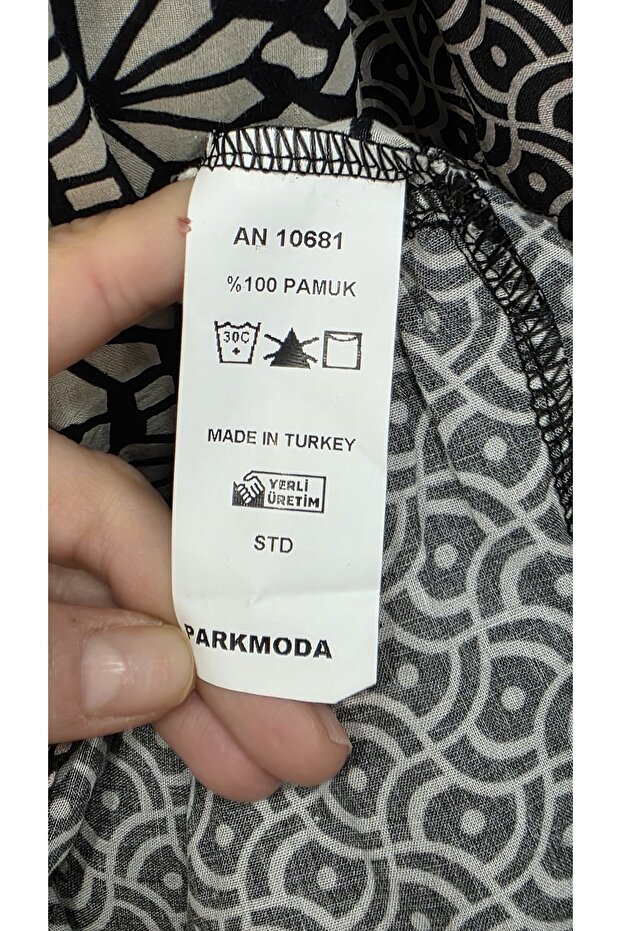 AN 10681
%100 PAMUK
30C
MADE IN TURKEY
YERLİ
ÜRETİM
STD
PARKMODA